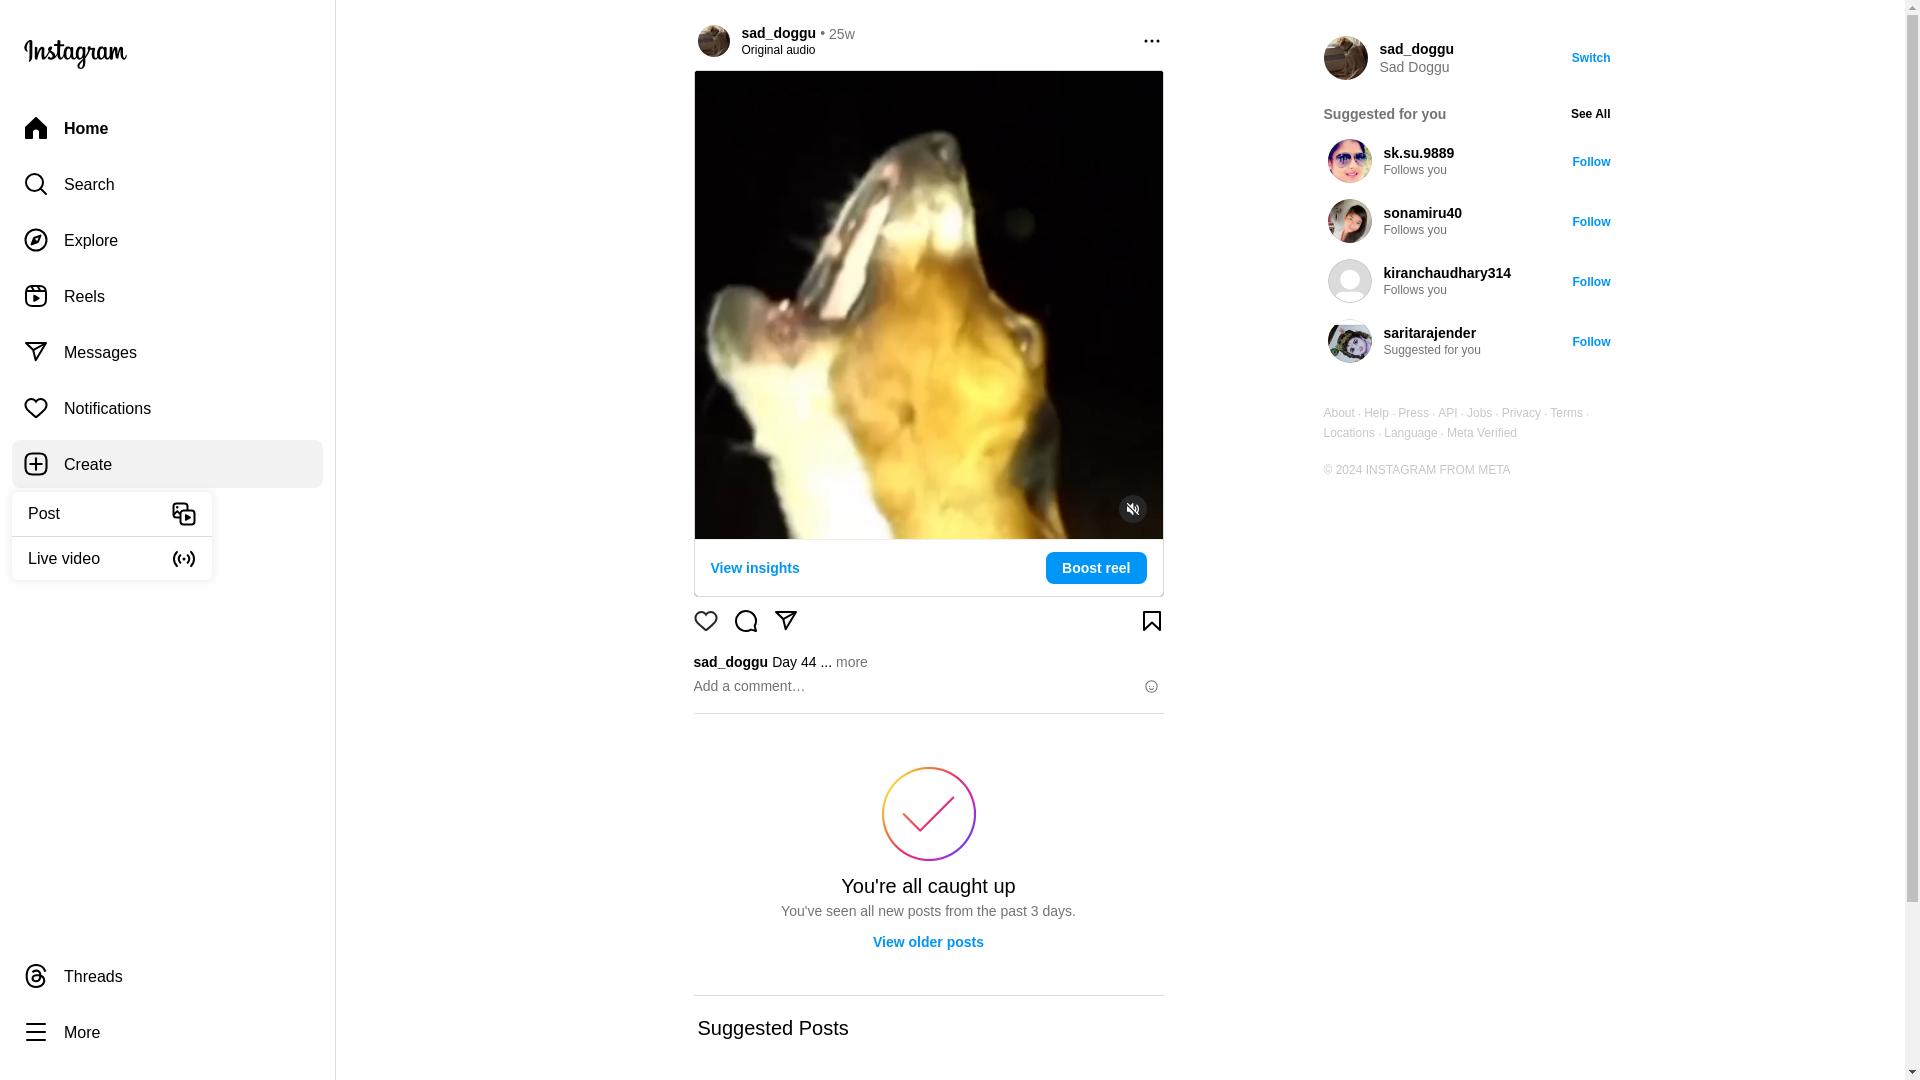 Instagram
Home
Search
Explore
Reels
Messages
Notifications
Create
Post
Live video
Threads
More
sad_doggu • 25w
Original audio
View insights
Boost reel
sad_doggu Day 44 ... more
Add a comment…
You're all caught up
You've seen all new posts from the past 3 days.
View older posts
Suggested Posts
sad_doggu
Sad Doggu
Switch
Suggested for you
See All
sk.su.9889
Follows you
Follow
sonamiru40
Follows you
Follow
kiranchaudhary314
Follows you
Follow
saritarajender
Suggested for you
Follow
About · Help · Press · API · Jobs · Privacy · Terms ·
Locations · Language · Meta Verified
© 2024 INSTAGRAM FROM META